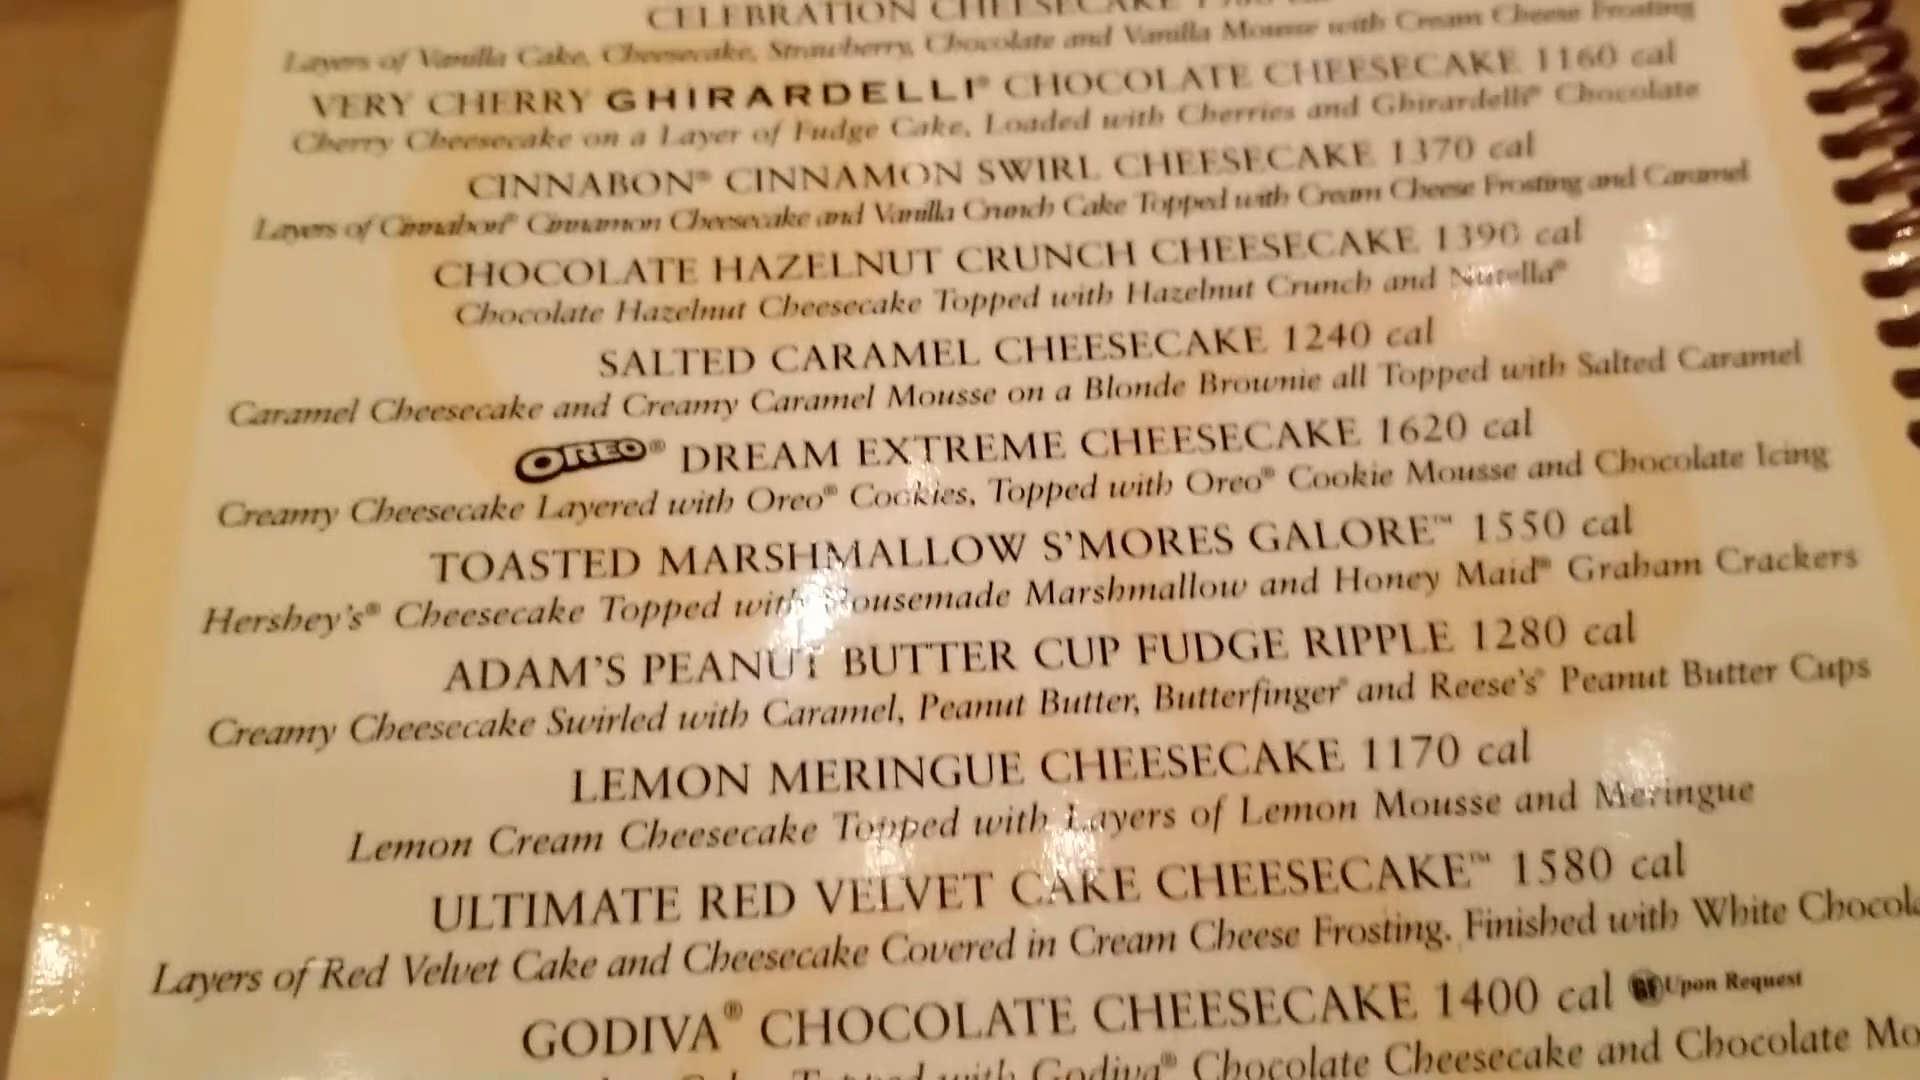 CELEBRATION CHEESECAKE
Layers of Vanilla Cake, Cheesecake, Strawberry, Chocolate and Vanilla Mousse with Cream Cheese Frosting
VERY CHERRY GHIRARDELLI® CHOCOLATE CHEESECAKE 1160 cal
Cherry Cheesecake on a Layer of Fudge Cake, Loaded with Cherries and Ghirardelli® Chocolate
CINNABON® CINNAMON SWIRL CHEESECAKE 1370 cal
Layers of Cinnabon® Cinnamon Cheesecake and Vanilla Crunch Cake Topped with Cream Cheese Frosting and Caramel
CHOCOLATE HAZELNUT CRUNCH CHEESECAKE 1390 cal
Chocolate Hazelnut Cheesecake Topped with Hazelnut Crunch and Nutella®
SALTED CARAMEL CHEESECAKE 1240 cal
Caramel Cheesecake and Creamy Caramel Mousse on a Blonde Brownie all Topped with Salted Caramel
OREO® DREAM EXTREME CHEESECAKE 1620 cal
Creamy Cheesecake Layered with Oreo® Cookies, Topped with Oreo® Cookie Mousse and Chocolate Icing
TOASTED MARSHMALLOW S'MORES GALORE™ 1550 cal
Hershey's® Cheesecake Topped with Housemade Marshmallow and Honey Maid® Graham Crackers
ADAM'S PEANUT BUTTER CUP FUDGE RIPPLE 1280 cal
Creamy Cheesecake Swirled with Caramel, Peanut Butter, Butterfinger® and Reese's® Peanut Butter Cups
LEMON MERINGUE CHEESECAKE 1170 cal
Lemon Cream Cheesecake Topped with Layers of Lemon Mousse and Meringue
ULTIMATE RED VELVET CAKE CHEESECAKE™ 1580 cal
Layers of Red Velvet Cake and Cheesecake Covered in Cream Cheese Frosting. Finished with White Chocola
GODIVA® CHOCOLATE CHEESECAKE 1400 cal Upon Request
Topped with Godiva® Chocolate Cheesecake and Chocolate Mo